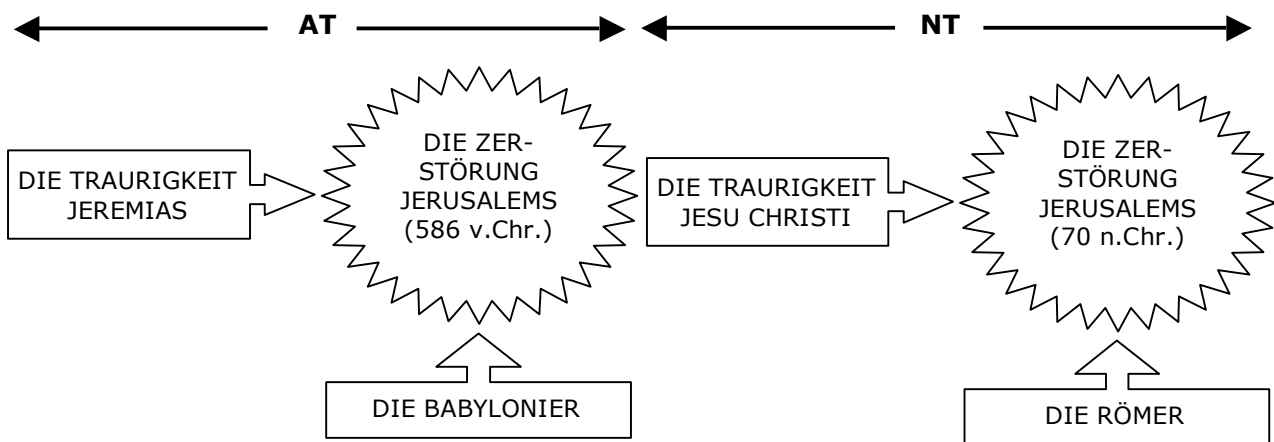 AT
NT
DIE TRAURIGKEIT
JEREMIAS
DIE ZER-
STÖRUNG
JERUSALEMS
(586 v.Chr.)
DIE TRAURIGKEIT
JESU CHRISTI
DIE ZER-
STÖRUNG
JERUSALEMS
(70 n.Chr.)
DIE BABYLONIER
DIE RÖMER